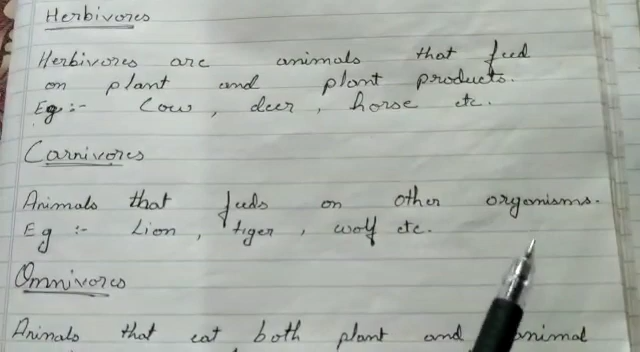 Herbivores
Herbivores are animals that feed
on plant and plant products.
Eg :- Cow, deer, horse etc.
Carnivores
Animals that feeds on other organisms.
Eg :- Lion, tiger, wolf etc.
Omnivores
Animals that eat both plant and animal